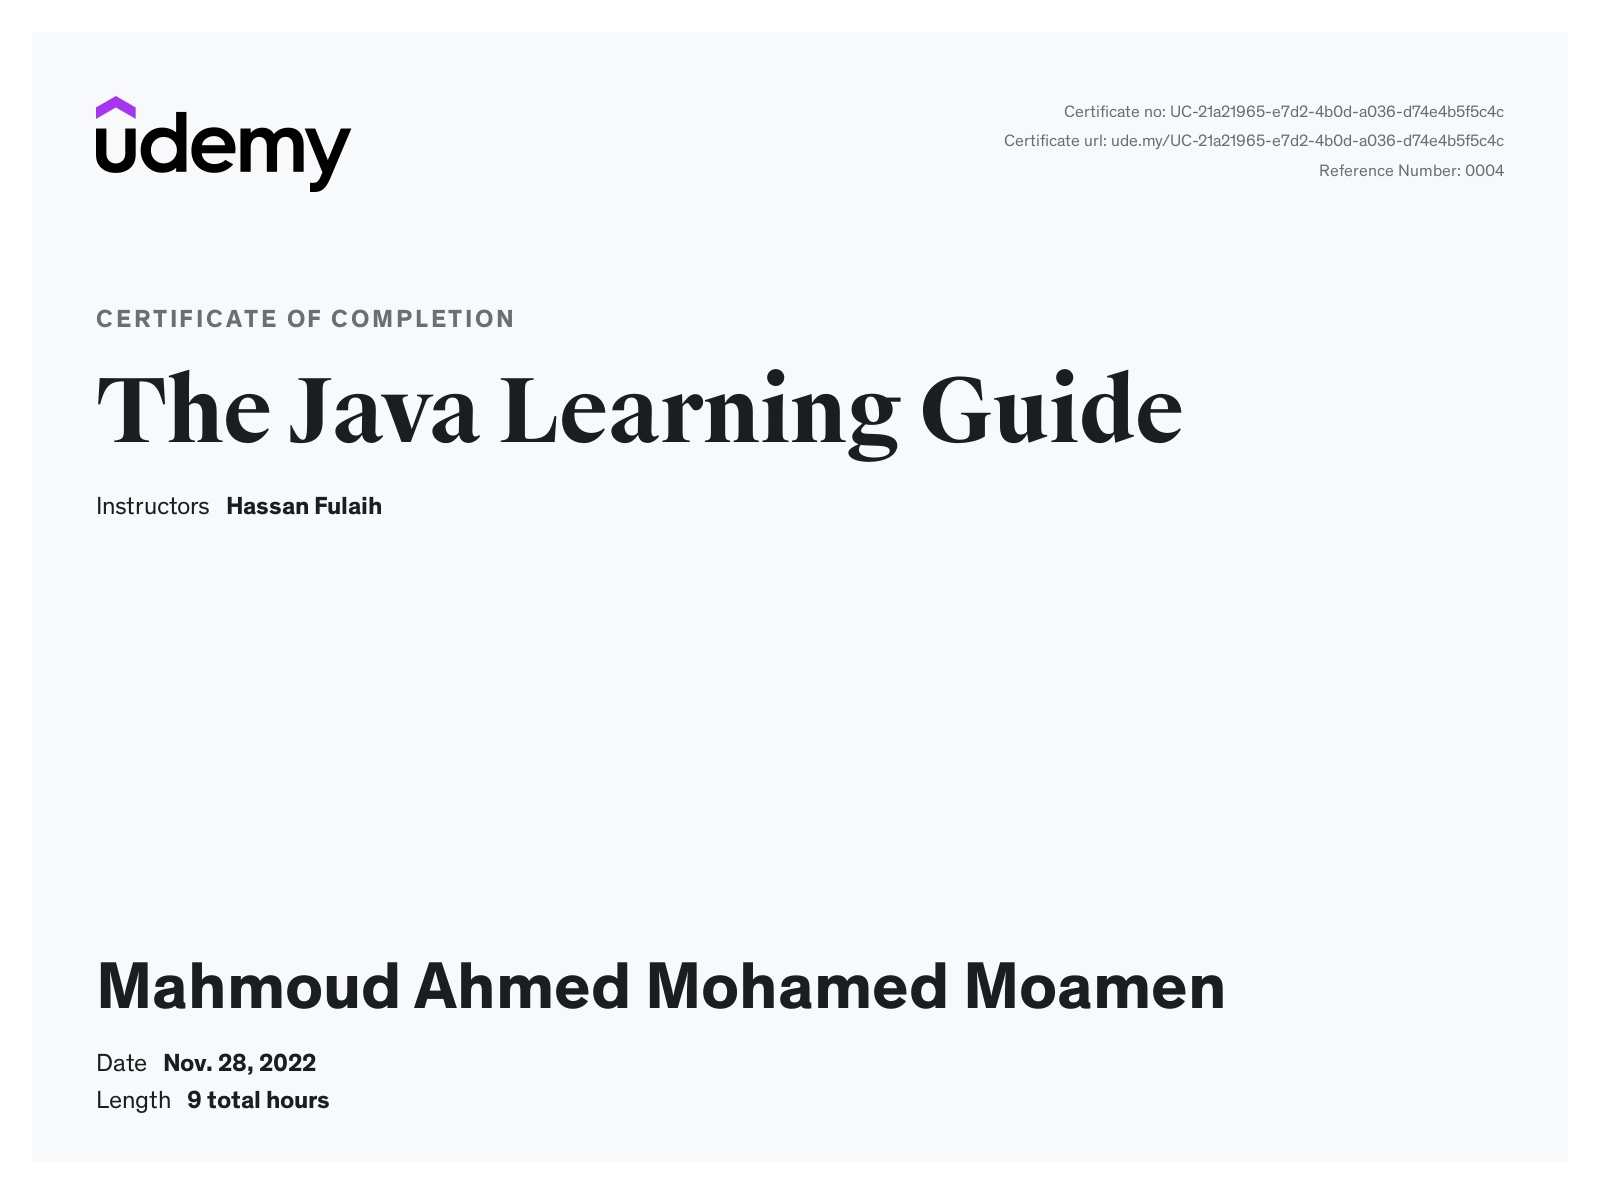 udemy
Certificate no: UC-21a21965-e7d2-4b0d-a036-d74e4b5f5c4c
Certificate url: ude.my/UC-21a21965-e7d2-4b0d-a036-d74e4b5f5c4c
Reference Number: 0004
CERTIFICATE OF COMPLETION
The Java Learning Guide
Instructors Hassan Fulaih
Mahmoud Ahmed Mohamed Moamen
Date Nov. 28, 2022
Length 9 total hours